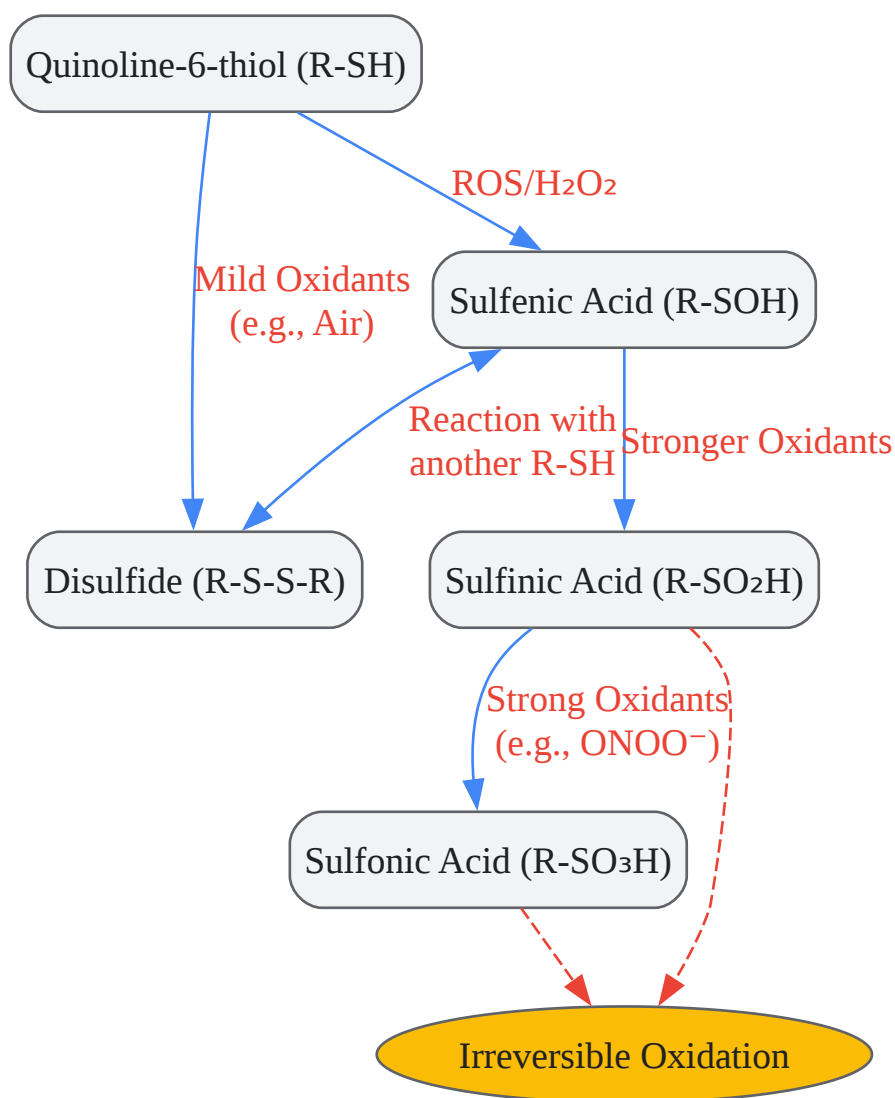 Quinoline-6-thiol (R-SH)
ROS/H₂O₂
Mild Oxidants
(e.g., Air)
Sulfenic Acid (R-SOH)
Reaction with
another R-SH
Stronger Oxidants
Disulfide (R-S-S-R)
Sulfinic Acid (R-SO₂H)
Strong Oxidants
(e.g., ONOO⁻)
Sulfonic Acid (R-SO₃H)
Irreversible Oxidation